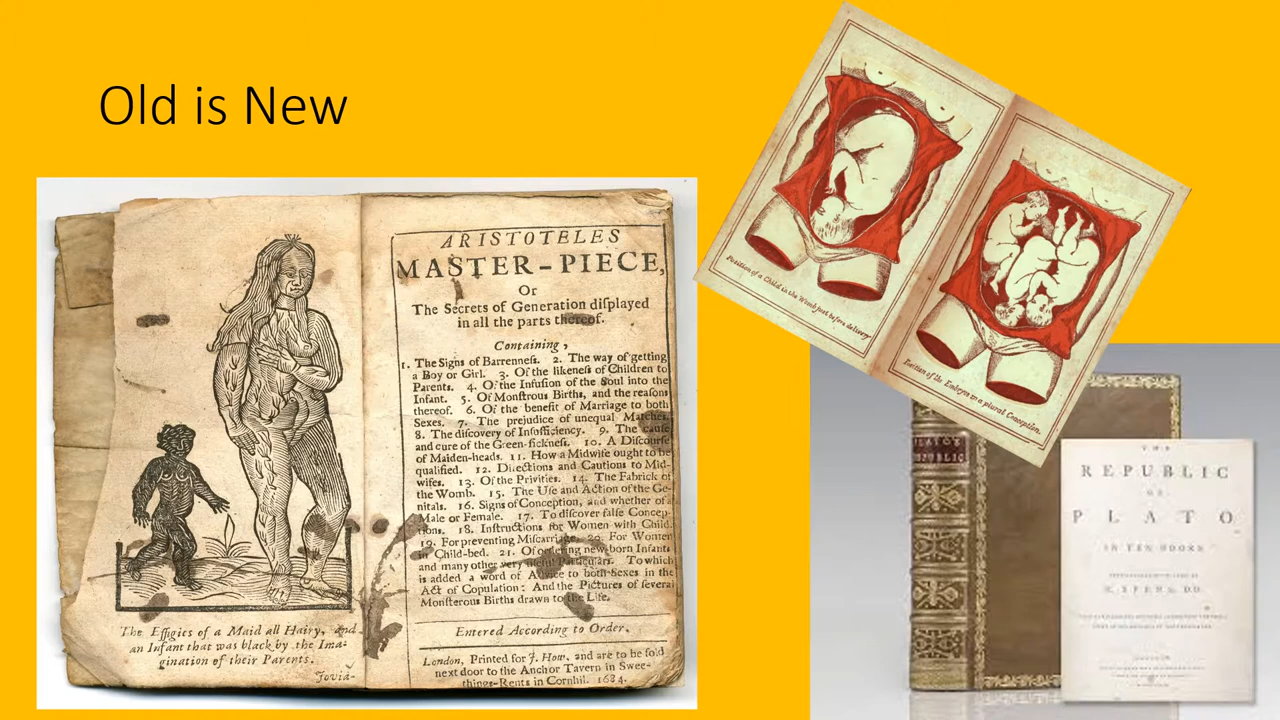 Old is New
The Effigies of a Maid all Hairy, and
an Infant that was black by the Ima-
gination of their Parents.
Jovia-
ARISTOTELES
MASTER-PIECE,
Or
The Secrets of Generation diſplayed
in all the parts thereof.
Containing,
1. The Signs of Barrenneſs. 2. The way of getting
a Boy or Girl. 3. Of the likeneſs of Children to
Parents. 4. Of the Infuſion of the Soul into the
Infant. 5. Of Monſtrous Births, and the reaſons
thereof. 6. Of the benefit of Marriage to both
Sexes. 7. The prejudice of unequal Matches.
8. The diſcovery of Inſufficiency. 9. The cauſe
and cure of the Green-ſickneſs. 10. A Diſcourſe
of Maiden-heads. 11. How a Midwife ought to be
qualified. 12. Directions and Cautions to Mid-
wifes. 13. Of the Privities. 14. The Fabrick of
the Womb. 15. The Uſe and Action of the Ge-
nitals. 16. Signs of Conception, and whether of a
Male or Female. 17. To diſcover falſe Concep-
tions. 18. Inſtructions for Women with Child.
19. For preventing Miſcarriage. 20. For Women
in Child-bed. 21. Of ordering new-born Infants
and many other very uſeful Particulars. To which
is added a word of Advice to both Sexes in the
Act of Copulation: And the Pictures of ſeveral
Monſterous Births drawn to the Life.
Entered According to Order.
London, Printed for J. How. and are to be ſold
next door to the Anchor Tavern in Swee-
things-Rents in Cornhil. 1684.
Position of a Child in the Womb just before delivery
Position of the Embryos in a plural Conception.
PLATO'S
REPUBLIC
THE
REPUBLIC
OF
PLATO
IN TEN BOOKS